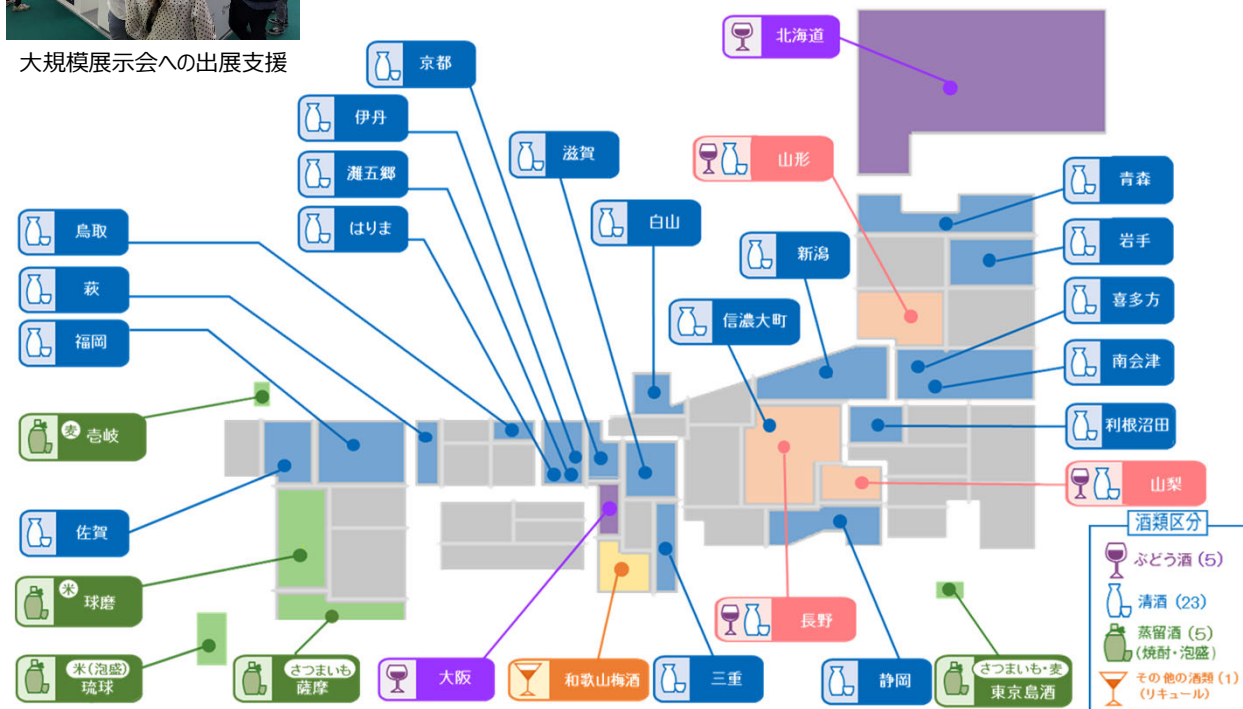 大規模展示会への出展支援
京都
伊丹
灘五郷
はりま
鳥取
萩
福岡
滋賀
白山
信濃大町
新潟
北海道
山形
青森
岩手
喜多方
南会津
利根沼田
山梨
麦 壱岐
佐賀
米 球磨
米(泡盛)
琉球
さつまいも
薩摩
大阪
和歌山梅酒
三重
長野
静岡
さつまいも・麦
東京島酒
酒類区分
ぶどう酒 (5)
清酒 (23)
蒸留酒 (5)
(焼酎・泡盛)
その他の酒類 (1)
(リキュール)